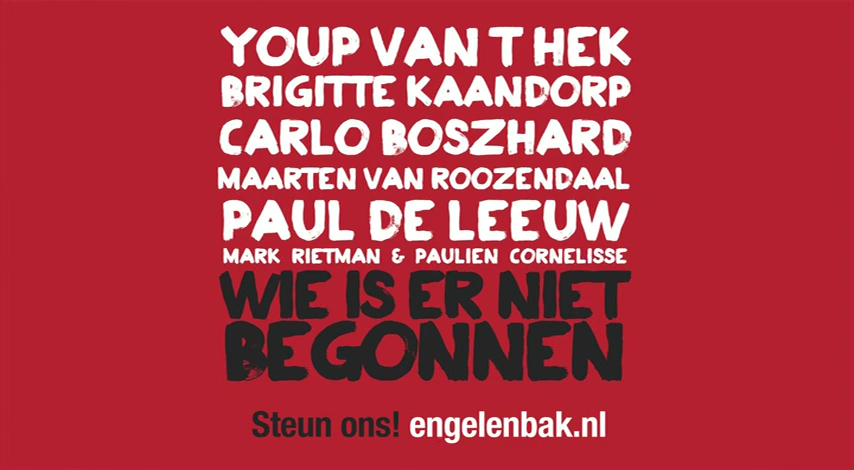 YOUP VAN T HEK
BRIGITTE KAANDORP
CARLO BOSZHARD
MAARTEN VAN ROOZENDAAL
PAUL DE LEEUW
MARK RIETMAN & PAULIEN CORNELISSE
WIE IS ER NIET
BEGONNEN
Steun ons! engelenbak.nl